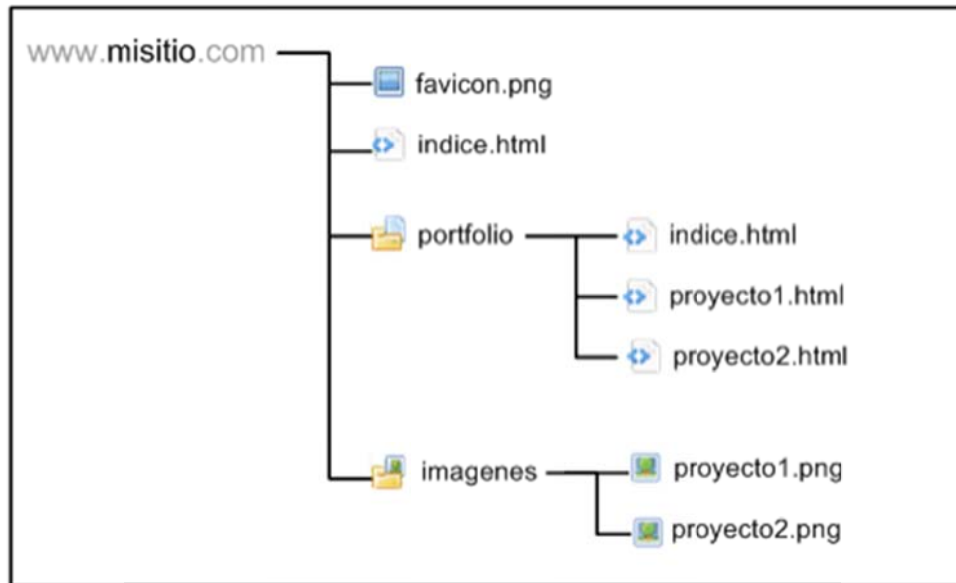 www.misitio.com
favicon.png
indice.html
portfolio
indice.html
proyecto1.html
proyecto2.html
imagenes
proyecto1.png
proyecto2.png